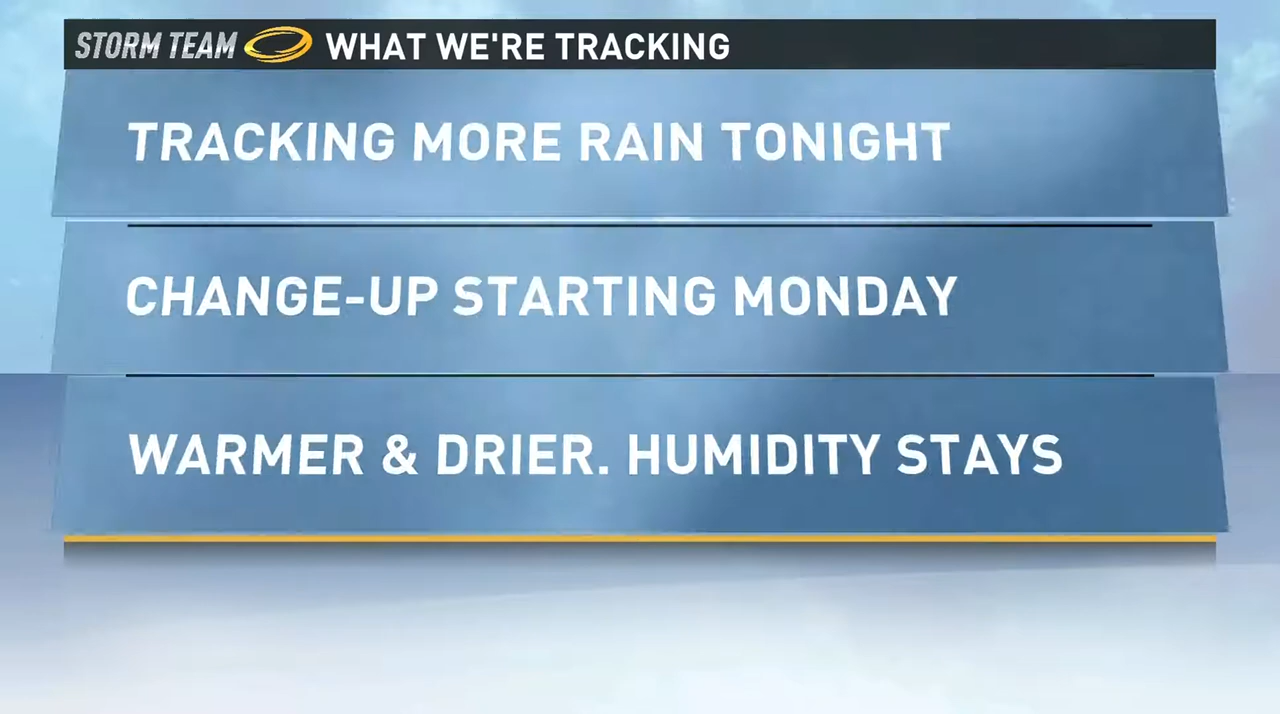 STORM TEAM WHAT WE'RE TRACKING
TRACKING MORE RAIN TONIGHT
CHANGE-UP STARTING MONDAY
WARMER & DRIER. HUMIDITY STAYS